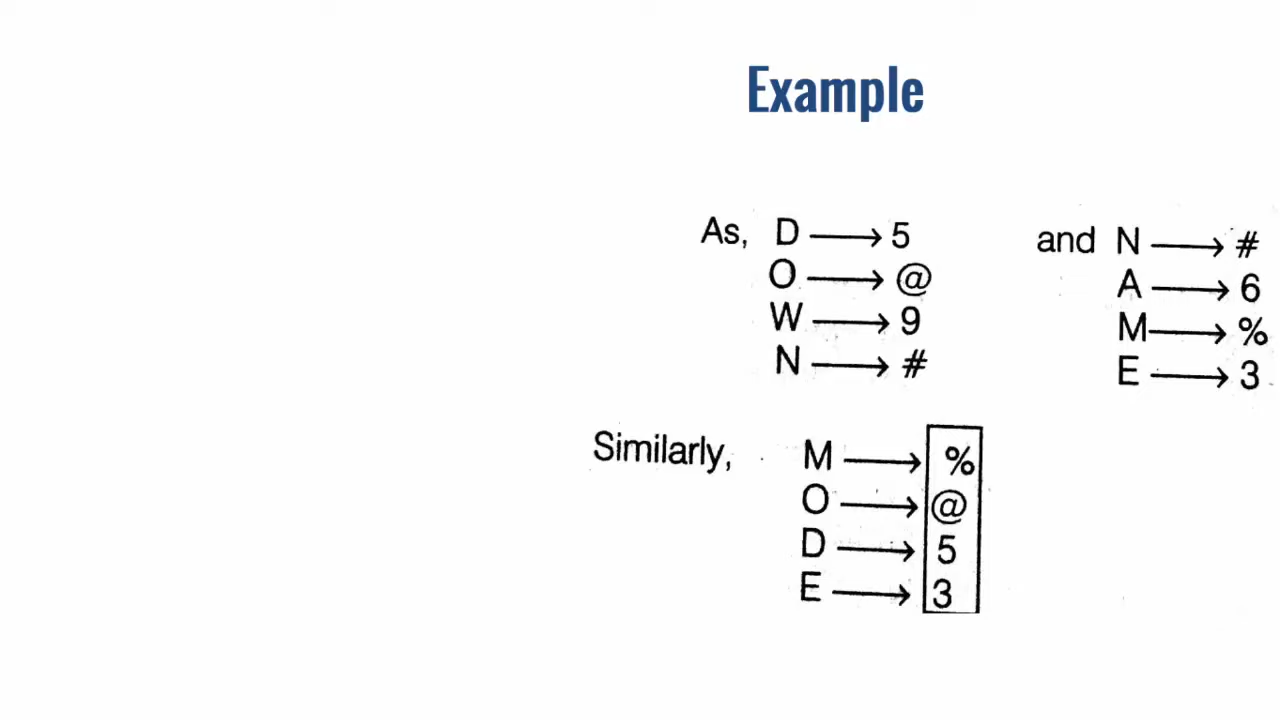 Example
As, D → 5
O → @
W → 9
N → #
and N → #
A → 6
M → %
E → 3
Similarly, M → %
O → @
D → 5
E → 3